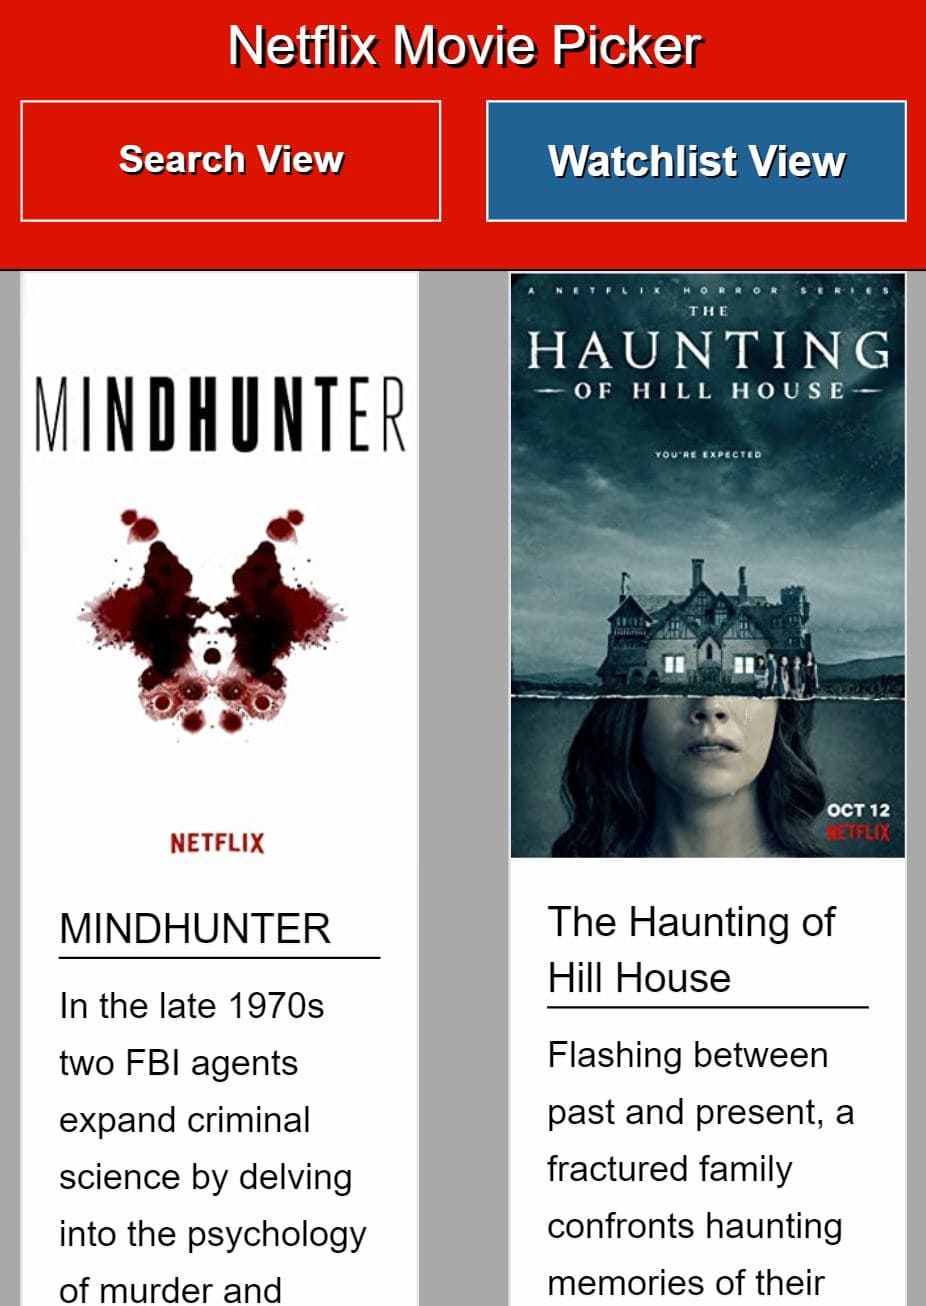 Netflix Movie Picker
Search View
Watchlist View
MINDHUNTER
NETFLIX
MINDHUNTER
In the late 1970s
two FBI agents
expand criminal
science by delving
into the psychology
of murder and
A NETFLIX HORROR SERIES
THE
HAUNTING
OF HILL HOUSE
YOU'RE EXPECTED
OCT 12
NETFLIX
The Haunting of
Hill House
Flashing between
past and present, a
fractured family
confronts haunting
memories of their